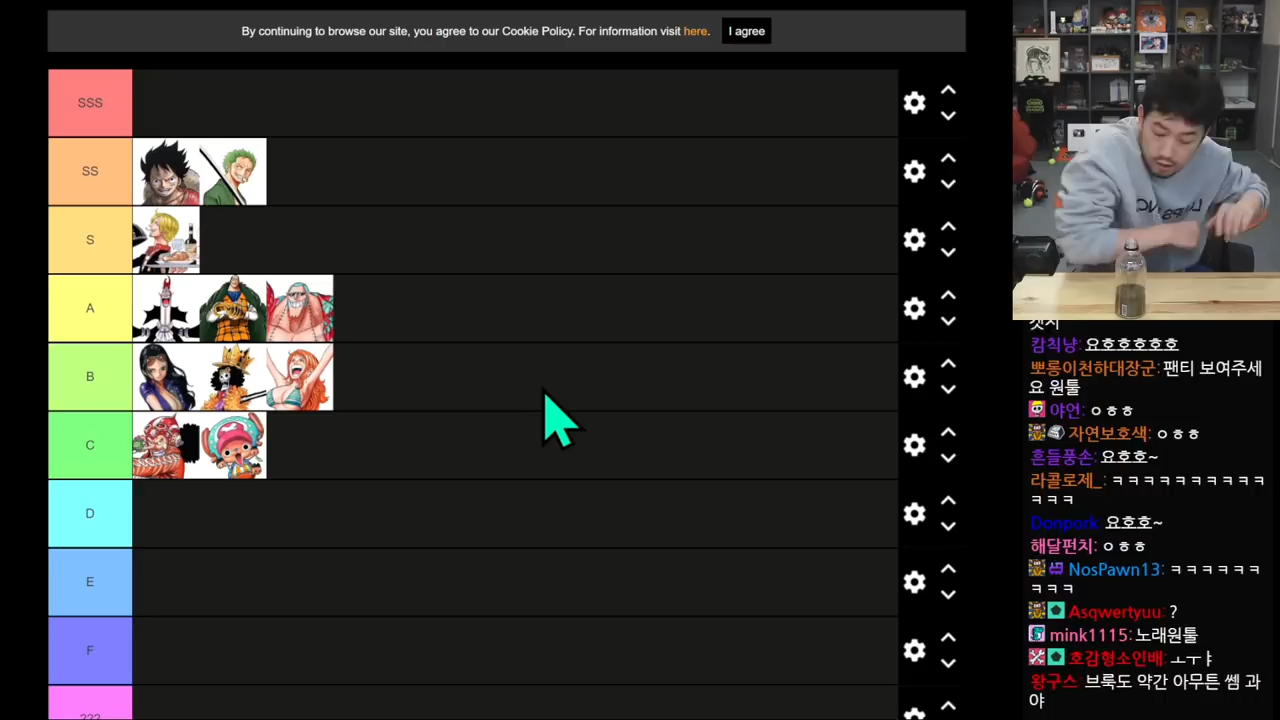 By continuing to browse our site, you agree to our Cookie Policy. For information visit here. I agree
SSS
SS
S
A
B
C
D
E
F
???
캄칙냥: 요호호호호호
뽀롱이천하대장군: 팬티 보여주세
요 원툴
야언: ㅇㅎㅎ
자연보호색: ㅇㅎㅎ
흔들풍손: 요호호~
라콜로제_: ㅋㅋㅋㅋㅋㅋㅋㅋㅋㅋ
ㅋㅋㅋ
Donpork: 요호호~
해달펀치: ㅇㅎㅎ
NosPawn13: ㅋㅋㅋㅋㅋㅋ
ㅋㅋㅋ
Asqwertyuu: ?
mink1115: 노래원툴
호감형소인배: ㅗㅜㅑ
왕구스: 브룩도 약간 아무튼 쎔 과
야